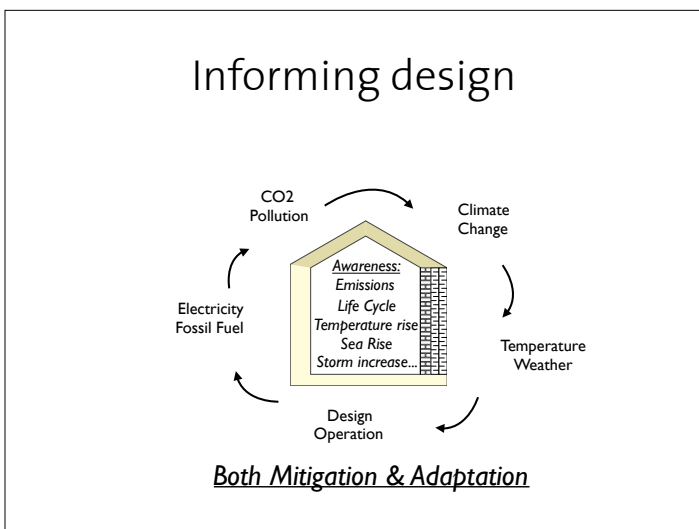 Informing design
CO2
Pollution
Climate
Change
Awareness:
Emissions
Life Cycle
Temperature rise
Sea Rise
Storm increase...
Electricity
Fossil Fuel
Temperature
Weather
Design
Operation
Both Mitigation & Adaptation